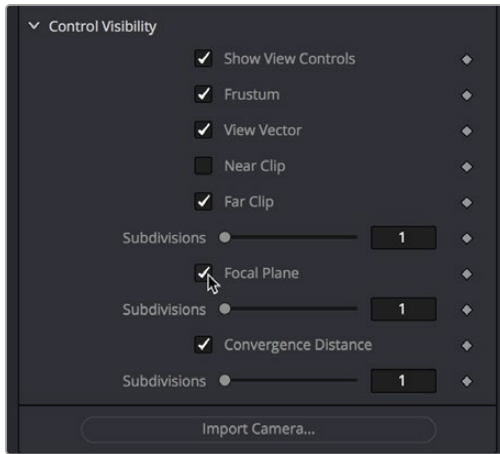 Control Visibility
Show View Controls
Frustum
View Vector
Near Clip
Far Clip
Subdivisions 1
Focal Plane
Subdivisions 1
Convergence Distance
Subdivisions 1
Import Camera...